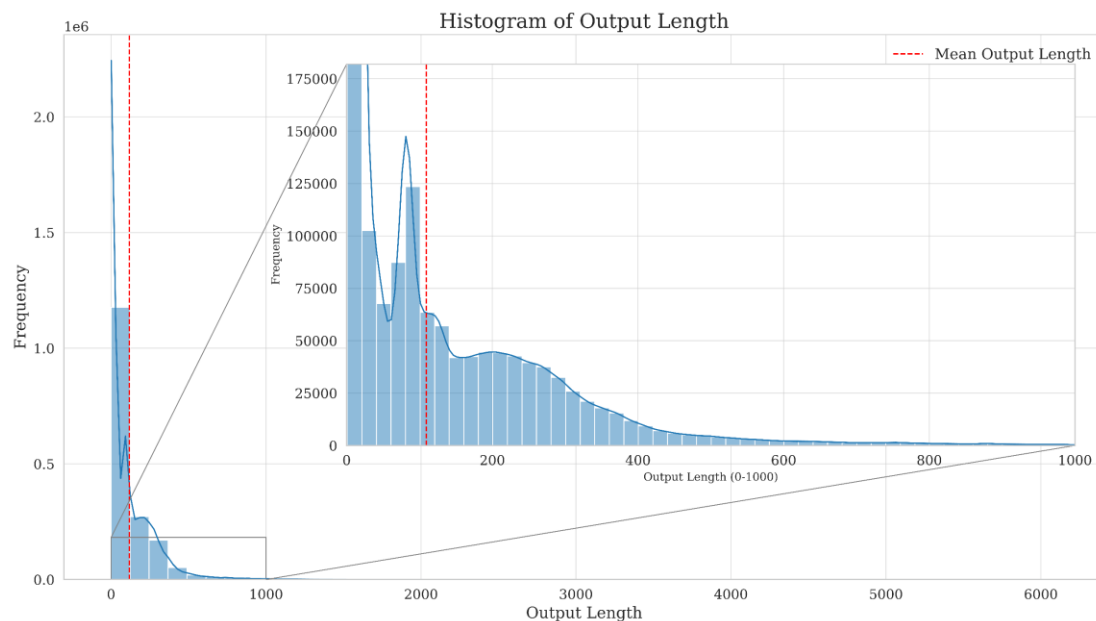 Histogram of Output Length
1e6
Mean Output Length
Frequency
2.0
1.5
1.0
0.5
0.0
175000
150000
125000
100000
75000
50000
25000
0
Frequency
0 200 400 600 800 1000
Output Length (0-1000)
0 1000 2000 3000 4000 5000 6000
Output Length